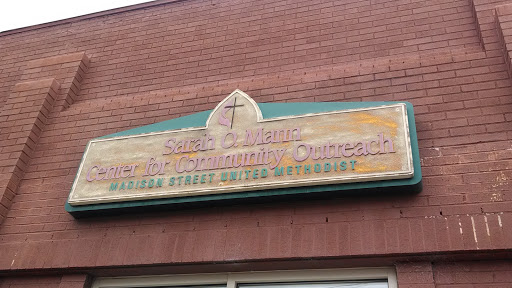 Sarah O. Mann
Center for Community Outreach
MADISON STREET UNITED METHODIST